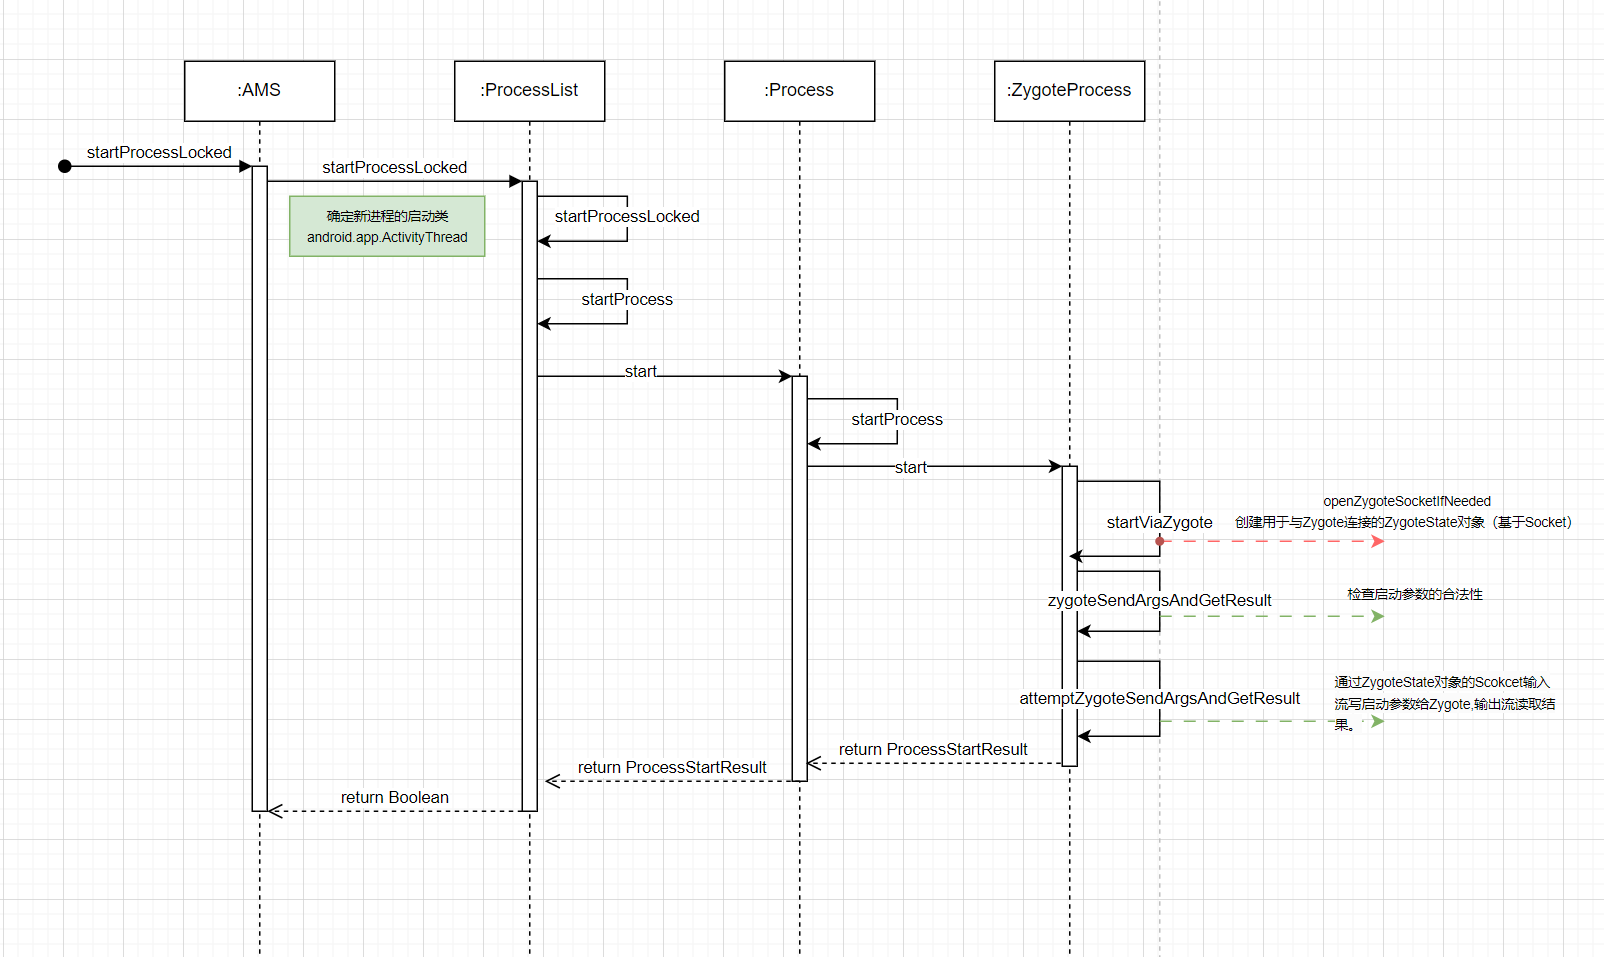 :AMS
:ProcessList
:Process
:ZygoteProcess
startProcessLocked
startProcessLocked
确定新进程的启动类
android.app.ActivityThread
startProcessLocked
startProcess
start
startProcess
start
openZygoteSocketIfNeeded
创建用于与Zygote连接的ZygoteState对象（基于Socket）
startViaZygote
检查启动参数的合法性
zygoteSendArgsAndGetResult
通过ZygoteState对象的Scokcet输入
流写启动参数给Zygote,输出流读取结
果。
attemptZygoteSendArgsAndGetResult
return ProcessStartResult
return ProcessStartResult
return Boolean